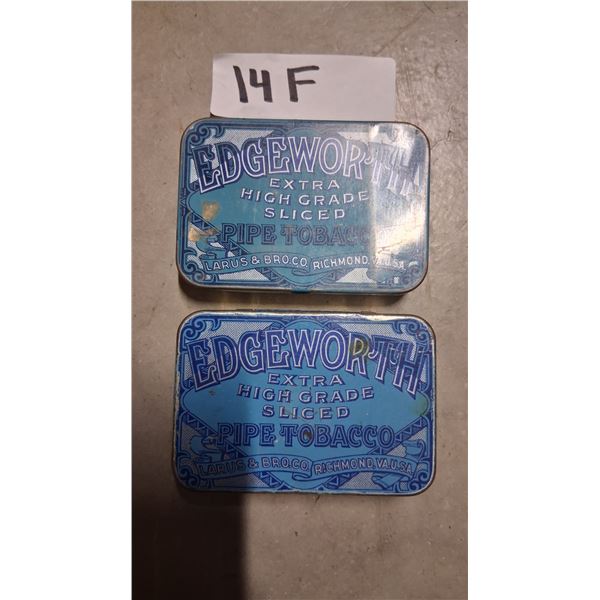 14 F
EDGEWORTH
EXTRA
HIGH GRADE
SLICED
PIPE TOBACCO
LARUS & BRO.CO. RICHMOND, VA.U.S.A.
EDGEWORTH
EXTRA
HIGH GRADE
SLICED
PIPE TOBACCO
LARUS & BRO.CO. RICHMOND, VA.U.S.A.